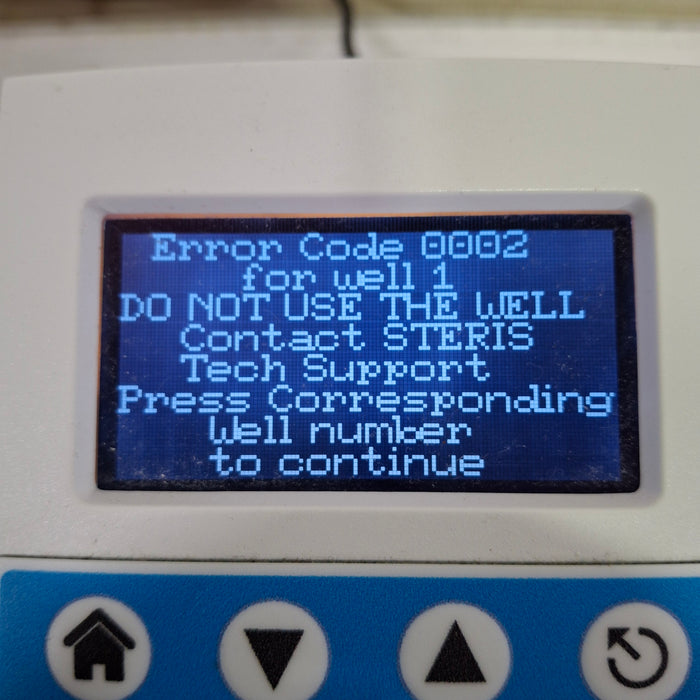 Error Code 0002
for well 1
DO NOT USE THE WELL
Contact STERIS
Tech Support
Press Corresponding
Well number
to continue